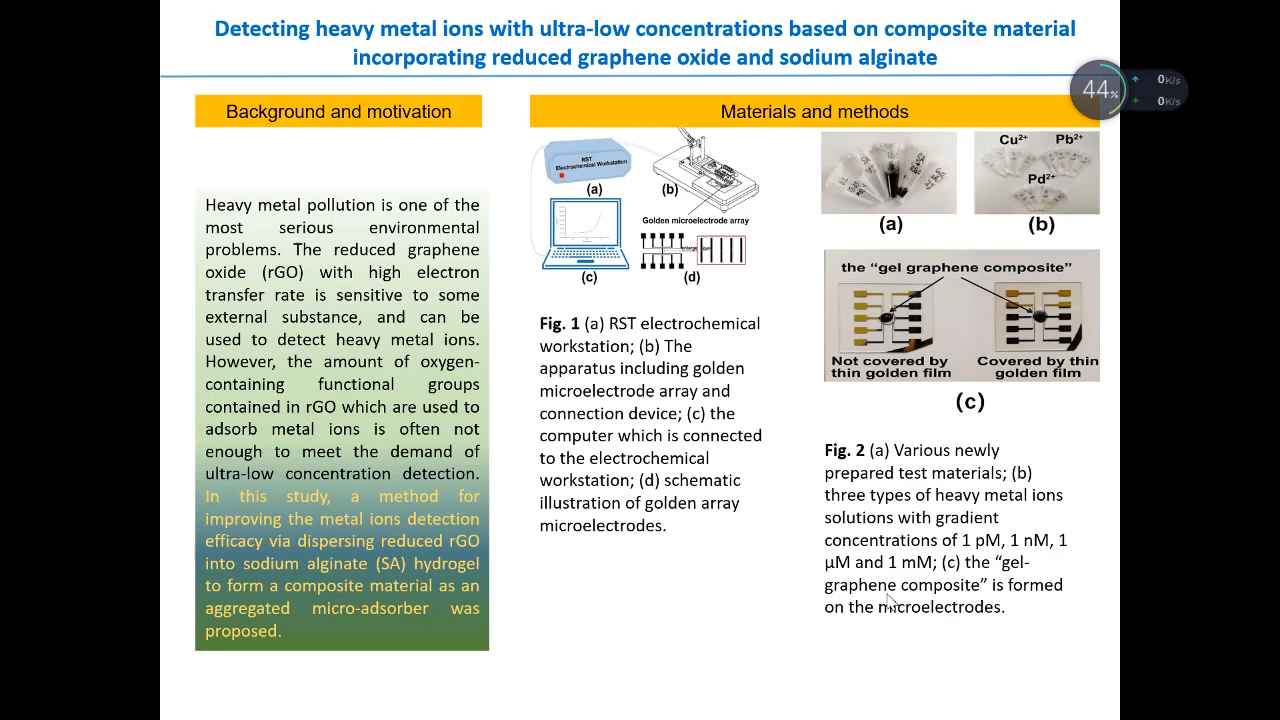 Detecting heavy metal ions with ultra-low concentrations based on composite material
incorporating reduced graphene oxide and sodium alginate
44%
0K/s
0K/s
Background and motivation
Heavy metal pollution is one of the
most serious environmental
problems. The reduced graphene
oxide (rGO) with high electron
transfer rate is sensitive to some
external substance, and can be
used to detect heavy metal ions.
However, the amount of oxygen-
containing functional groups
contained in rGO which are used to
adsorb metal ions is often not
enough to meet the demand of
ultra-low concentration detection.
In this study, a method for
improving the metal ions detection
efficacy via dispersing reduced rGO
into sodium alginate (SA) hydrogel
to form a composite material as an
aggregated micro-adsorber was
proposed.
Materials and methods
RST
Electrochemical Workstation
(a)
(b)
Golden microelectrode array
(c)
(d)
Fig. 1 (a) RST electrochemical
workstation; (b) The
apparatus including golden
microelectrode array and
connection device; (c) the
computer which is connected
to the electrochemical
workstation; (d) schematic
illustration of golden array
microelectrodes.
Cu²⁺ Pb²⁺
Pd²⁺
(a)
(b)
the “gel graphene composite”
Not covered by
thin golden film
Covered by thin
golden film
(c)
Fig. 2 (a) Various newly
prepared test materials; (b)
three types of heavy metal ions
solutions with gradient
concentrations of 1 pM, 1 nM, 1
μM and 1 mM; (c) the “gel-
graphene composite” is formed
on the microelectrodes.